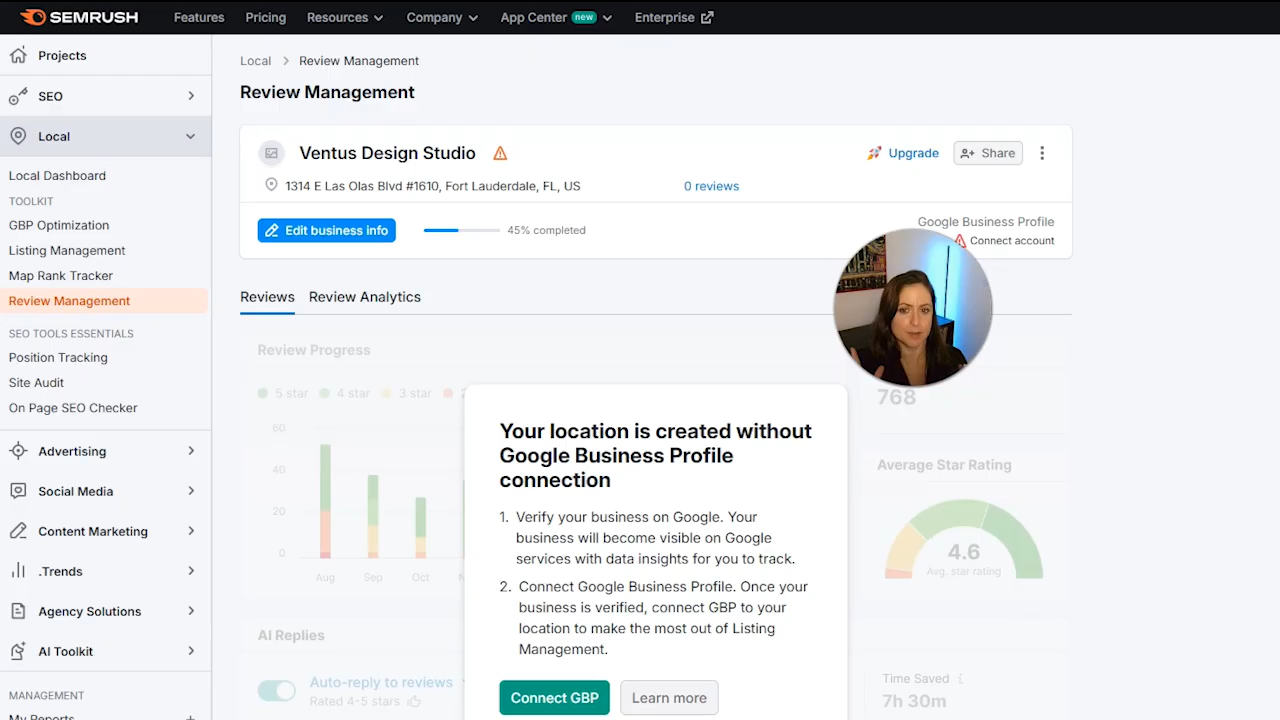 SEMRUSH
Features
Pricing
Resources
Company
App Center new
Enterprise
Projects
SEO
Local
Local Dashboard
TOOLKIT
GBP Optimization
Listing Management
Map Rank Tracker
Review Management
SEO TOOLS ESSENTIALS
Position Tracking
Site Audit
On Page SEO Checker
Advertising
Social Media
Content Marketing
.Trends
Agency Solutions
AI Toolkit
MANAGEMENT
My Reports
Local > Review Management
Review Management
Ventus Design Studio
Upgrade
Share
1314 E Las Olas Blvd #1610, Fort Lauderdale, FL, US
0 reviews
Edit business info
45% completed
Google Business Profile
Connect account
Reviews
Review Analytics
Review Progress
5 star
4 star
3 star
60
40
20
0
Aug
Sep
Oct
768
Average Star Rating
4.6
Avg. star rating
Your location is created without
Google Business Profile
connection
1. Verify your business on Google. Your
business will become visible on Google
services with data insights for you to track.
2. Connect Google Business Profile. Once your
business is verified, connect GBP to your
location to make the most out of Listing
Management.
Connect GBP
Learn more
AI Replies
Auto-reply to reviews
Rated 4-5 stars
Time Saved
7h 30m